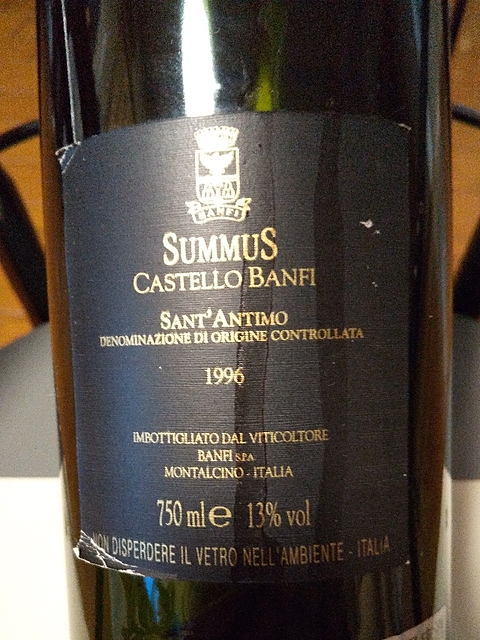 BANFI
SUMMUS
CASTELLO BANFI
SANT'ANTIMO
DENOMINAZIONE DI ORIGINE CONTROLLATA
1996
IMBOTTIGLIATO DAL VITICOLTORE
BANFI S.P.A
MONTALCINO - ITALIA
750 ml e 13% vol
NON DISPERDERE IL VETRO NELL'AMBIENTE - ITALIA